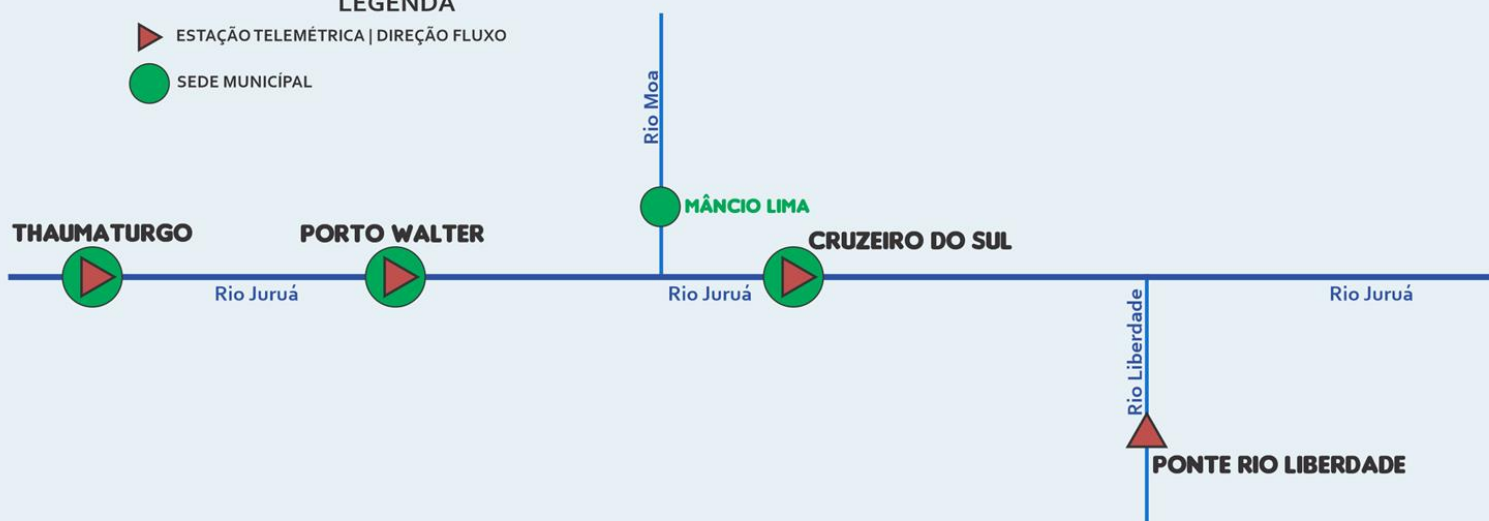 LEGENDA
ESTAÇÃO TELEMÉTRICA | DIREÇÃO FLUXO
SEDE MUNICÍPAL
Rio Moa
MÂNCIO LIMA
THAUMATURGO
PORTO WALTER
CRUZEIRO DO SUL
Rio Juruá
Rio Juruá
Rio Juruá
Rio Liberdade
PONTE RIO LIBERDADE